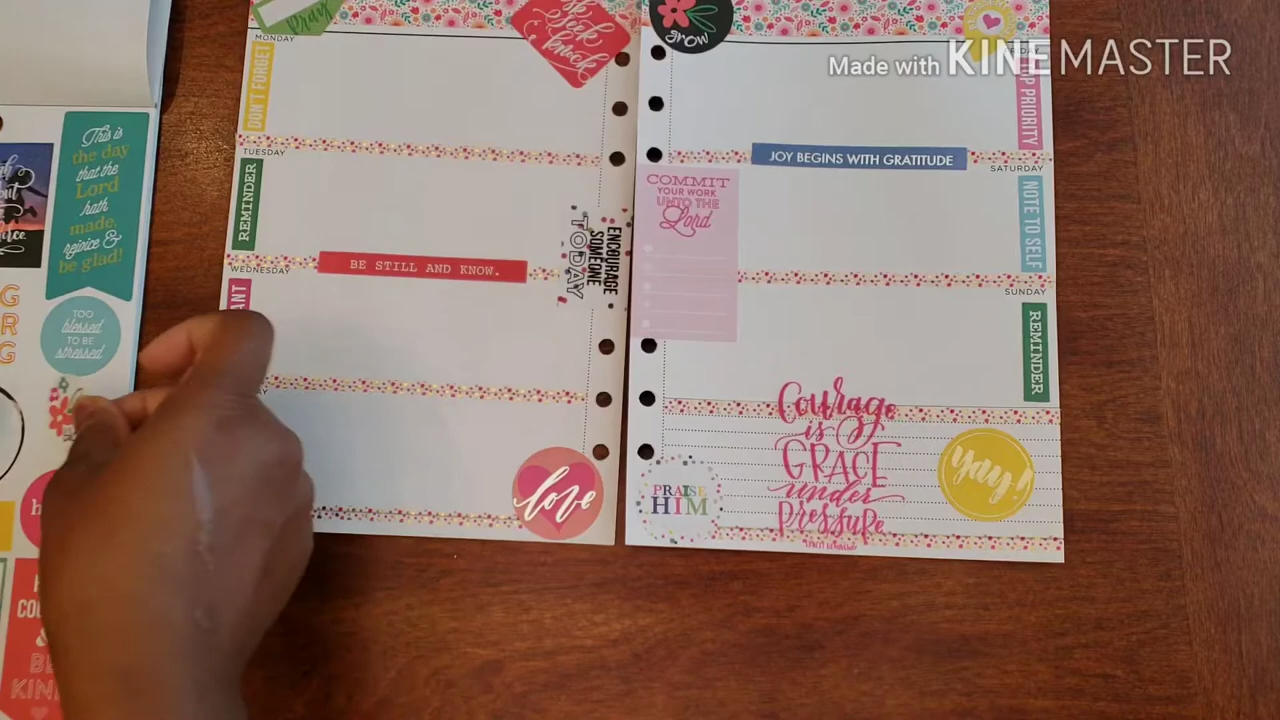 Made with KINEMASTER
Pray
seek
knock
grow
MONDAY
DON'T FORGET
TOP PRIORITY
TUESDAY
REMINDER
JOY BEGINS WITH GRATITUDE
SATURDAY
NOTE TO SELF
COMMIT
YOUR WORK
UNTO THE
Lord
ENCOURAGE
SOMEONE
TODAY
WEDNESDAY
BE STILL AND KNOW.
SUNDAY
REMINDER
This is
the day
that the
Lord
hath
made,
rejoice &
be glad!
TOO
blessed
TO BE
stressed
love
PRAISE
HIM
Courage
is
GRACE
under
pressure
yay!